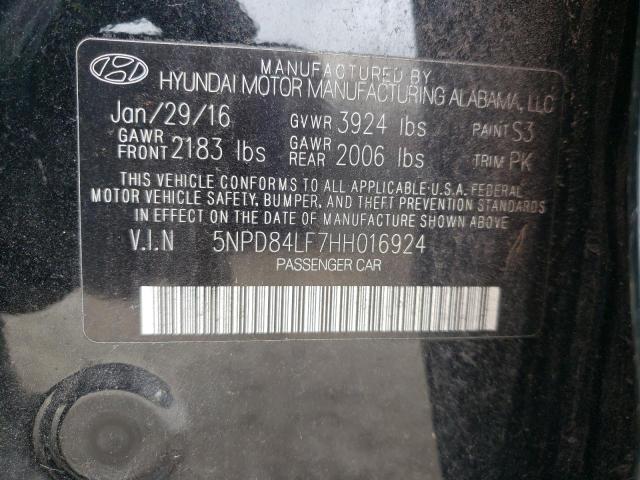 MANUFACTURED BY
HYUNDAI MOTOR MANUFACTURING ALABAMA, LLC
Jan/29/16 GVWR 3924 lbs PAINT S3
GAWR FRONT 2183 lbs GAWR REAR 2006 lbs TRIM PK
THIS VEHICLE CONFORMS TO ALL APPLICABLE U.S.A. FEDERAL
MOTOR VEHICLE SAFETY, BUMPER, AND THEFT PREVENTION STANDARDS
IN EFFECT ON THE DATE OF MANUFACTURE SHOWN ABOVE.
V.I.N 5NPD84LF7HH016924
PASSENGER CAR